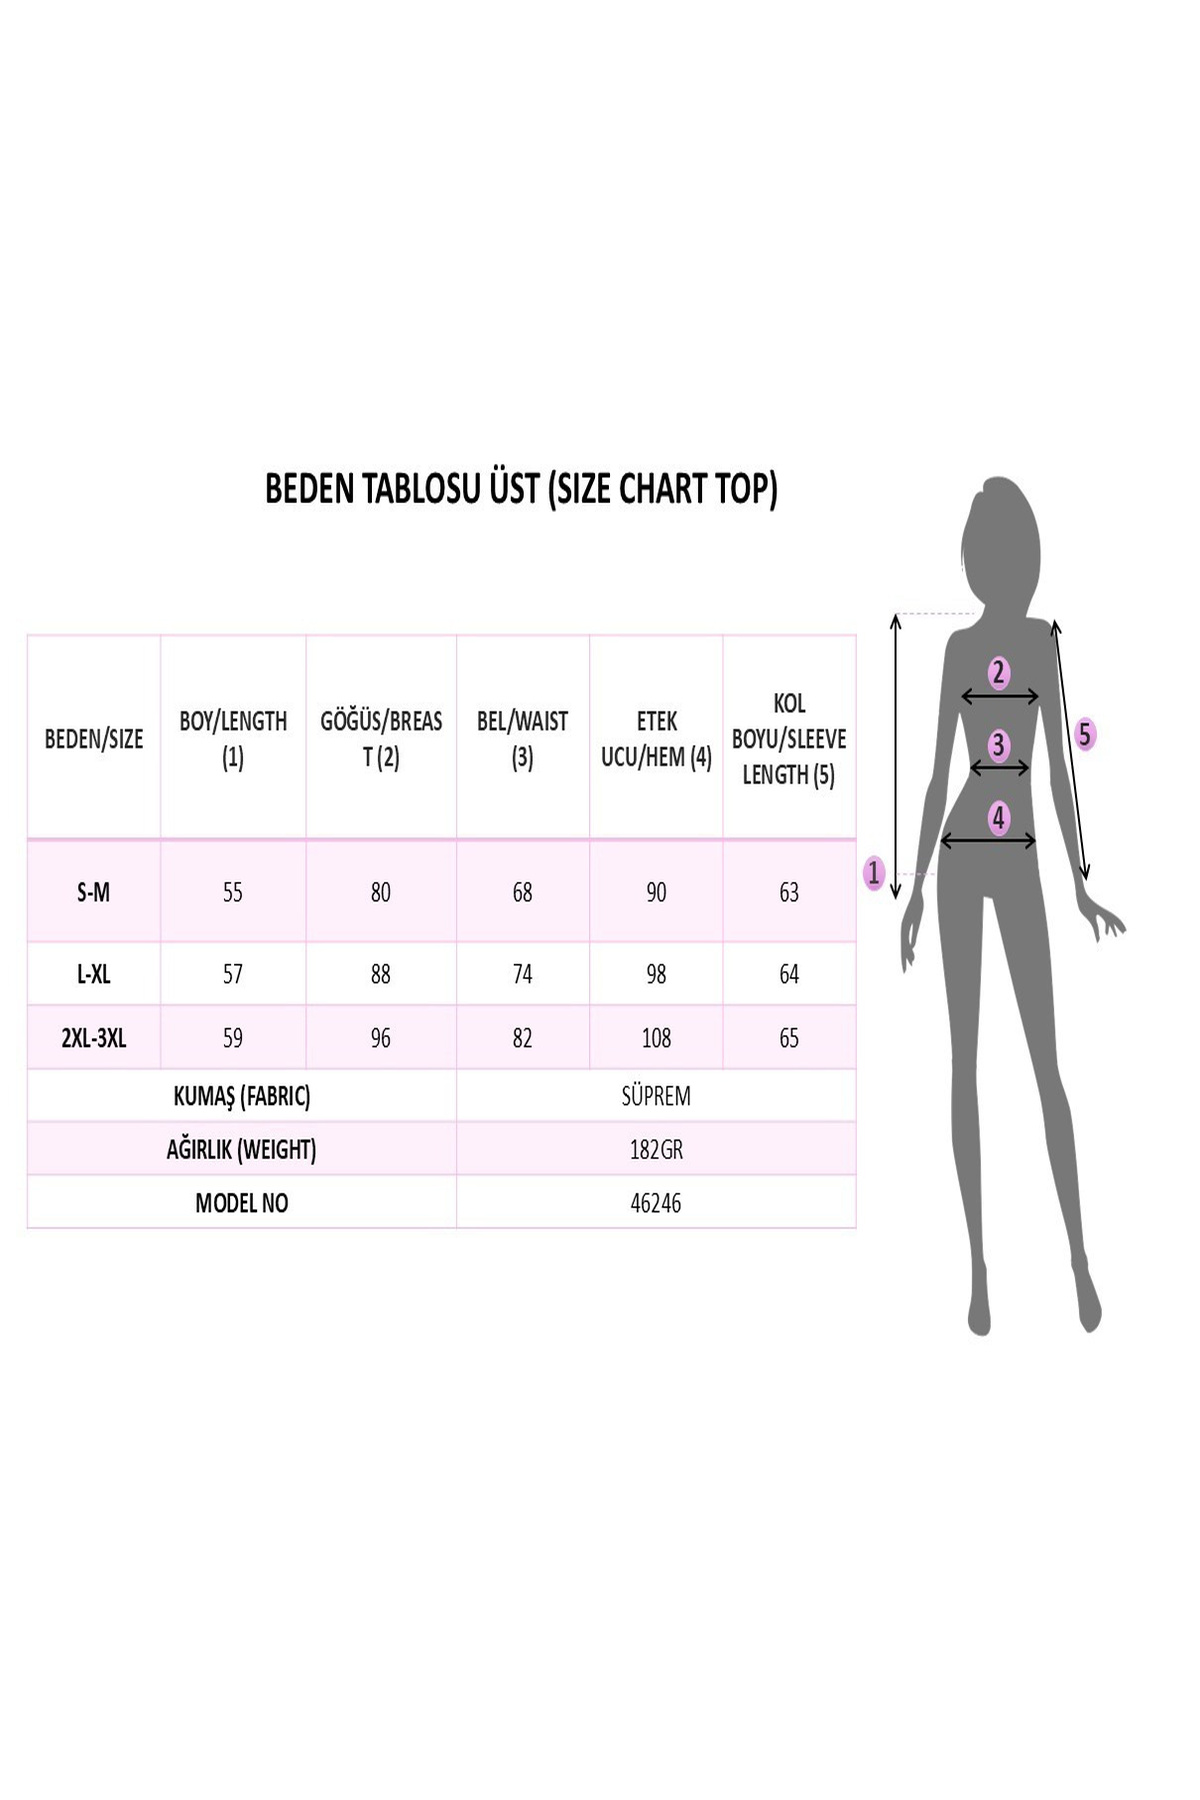 BEDEN TABLOSU ÜST (SIZE CHART TOP)
BEDEN/SIZE
BOY/LENGTH
(1)
GÖĞÜS/BREAS
T (2)
BEL/WAIST
(3)
ETEK
UCU/HEM (4)
KOL
BOYU/SLEEVE
LENGTH (5)
S-M 55 80 68 90 63
L-XL 57 88 74 98 64
2XL-3XL 59 96 82 108 65
KUMAŞ (FABRIC) SÜPREM
AĞIRLIK (WEIGHT) 182GR
MODEL NO 46246
2
3
5
4
1